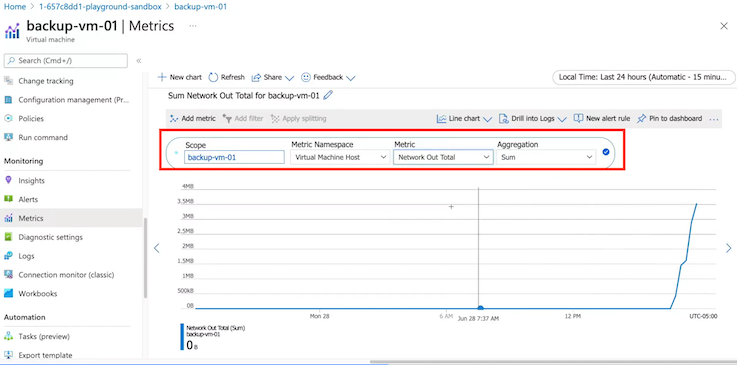 Home > 1-657c8dd1-playground-sandbox > backup-vm-01
backup-vm-01 | Metrics ...
Virtual machine
Search (Cmd+/)
Change tracking
Configuration management (Pr...
Policies
Run command
Monitoring
Insights
Alerts
Metrics
Diagnostic settings
Logs
Connection monitor (classic)
Workbooks
Automation
Tasks (preview)
Export template
New chart Refresh Share Feedback
Local Time: Last 24 hours (Automatic - 15 minu...
Sum Network Out Total for backup-vm-01
Add metric Add filter Apply splitting Line chart Drill into Logs New alert rule Pin to dashboard ...
Scope Metric Namespace Metric Aggregation
backup-vm-01 Virtual Machine Host Network Out Total Sum
4MB
3.5MB
3MB
2.5MB
2MB
1.5MB
1MB
500kB
0B
Mon 28 6 AM Jun 28 7:37 AM 12 PM UTC-05:00
Network Out Total (Sum)
backup-vm-01
0 B